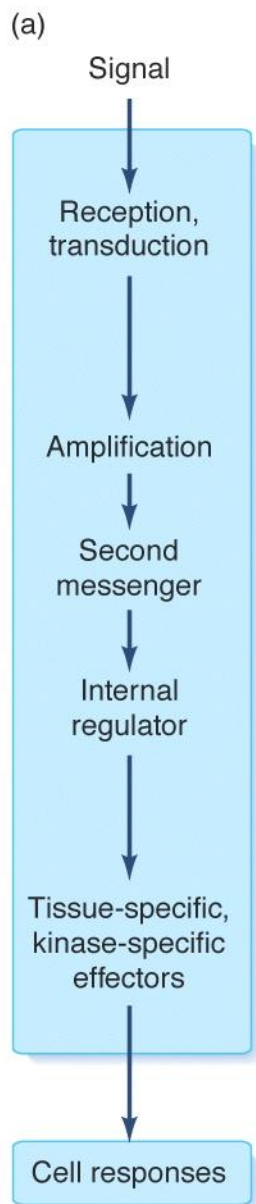 (a)
Signal
Reception,
transduction
Amplification
Second
messenger
Internal
regulator
Tissue-specific,
kinase-specific
effectors
Cell responses